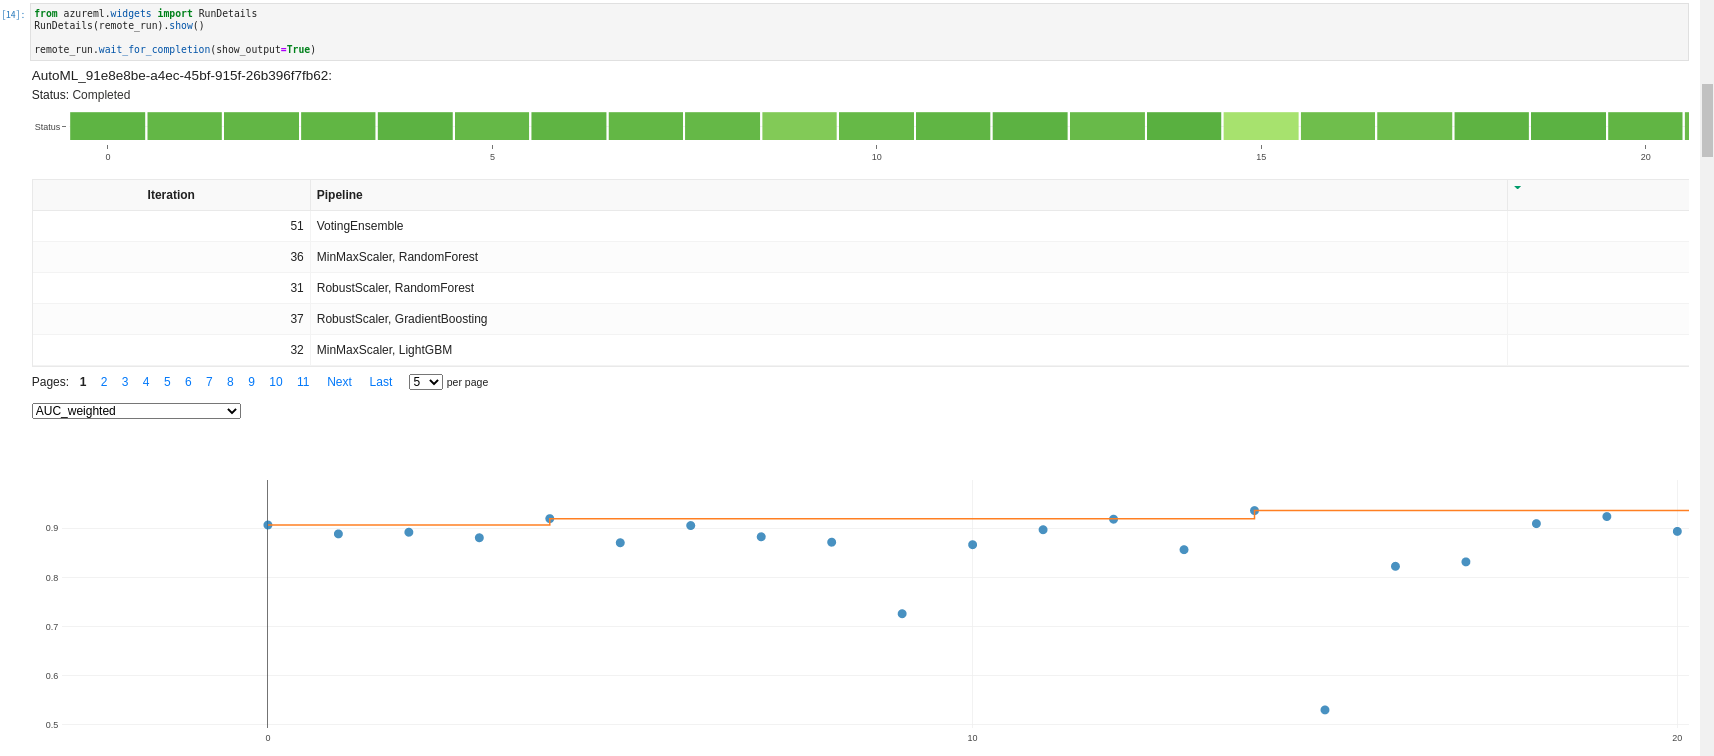 [14]: from azureml.widgets import RunDetails
RunDetails(remote_run).show()
remote_run.wait_for_completion(show_output=True)
AutoML_91e8e8be-a4ec-45bf-915f-26b396f7fb62:
Status: Completed
Status
0 5 10 15 20
Iteration Pipeline
51 VotingEnsemble
36 MinMaxScaler, RandomForest
31 RobustScaler, RandomForest
37 RobustScaler, GradientBoosting
32 MinMaxScaler, LightGBM
Pages: 1 2 3 4 5 6 7 8 9 10 11 Next Last 5 per page
AUC_weighted
0.9
0.8
0.7
0.6
0.5
0 10 20